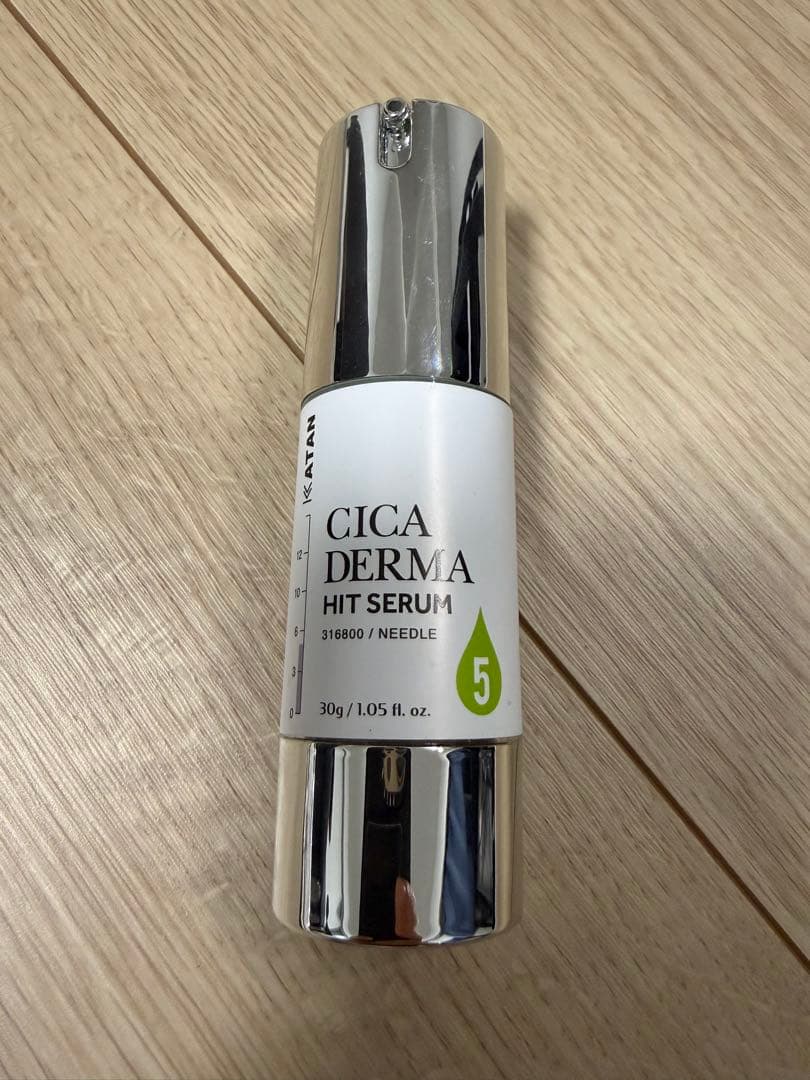 KATAN
CICA
DERMA
HIT SERUM
316800 / NEEDLE
5
30g / 1.05 fl. oz.
12
10
6
3
0